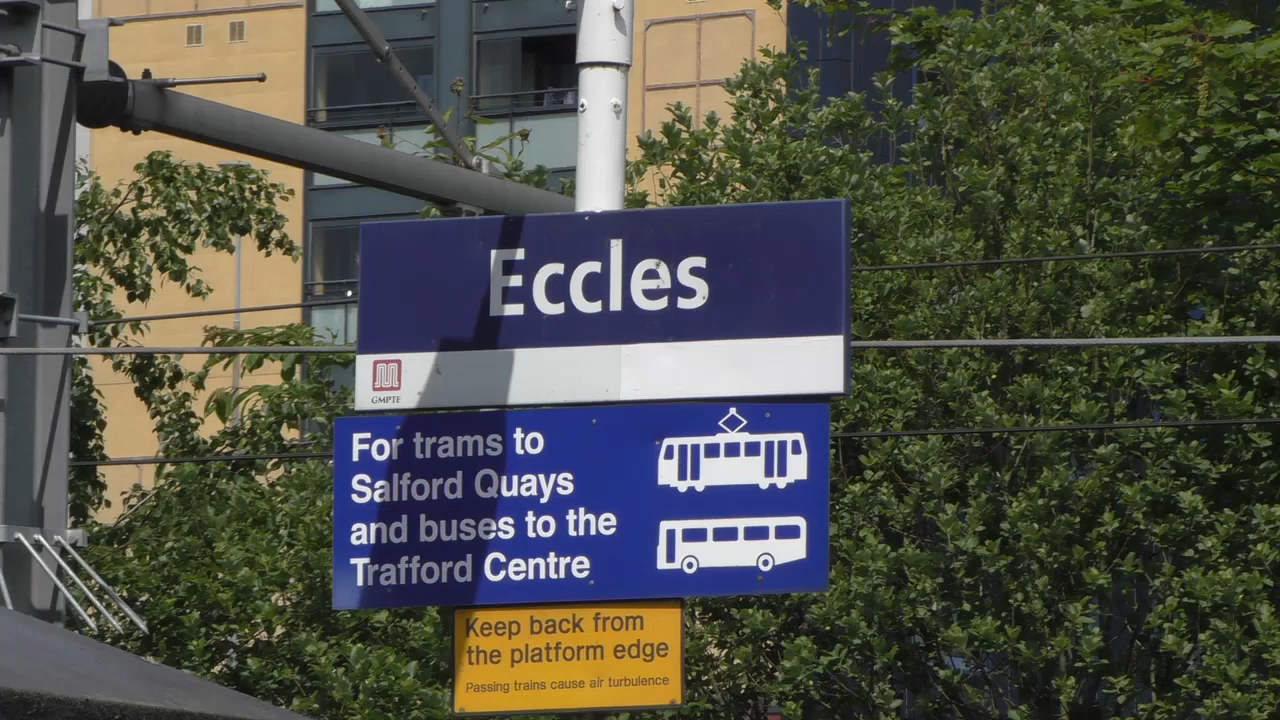 Eccles
GMPTE
For trams to
Salford Quays
and buses to the
Trafford Centre
Keep back from
the platform edge
Passing trains cause air turbulence